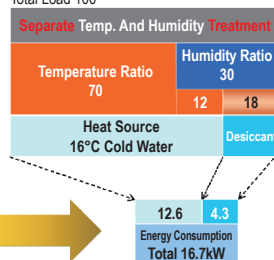 Total Load 100
Separate Temp. And Humidity Treatment
Humidity Ratio
30
Temperature Ratio
70
12 18
Heat Source
16°C Cold Water
Desiccant
12.6 4.3
Energy Consumption
Total 16.7kW